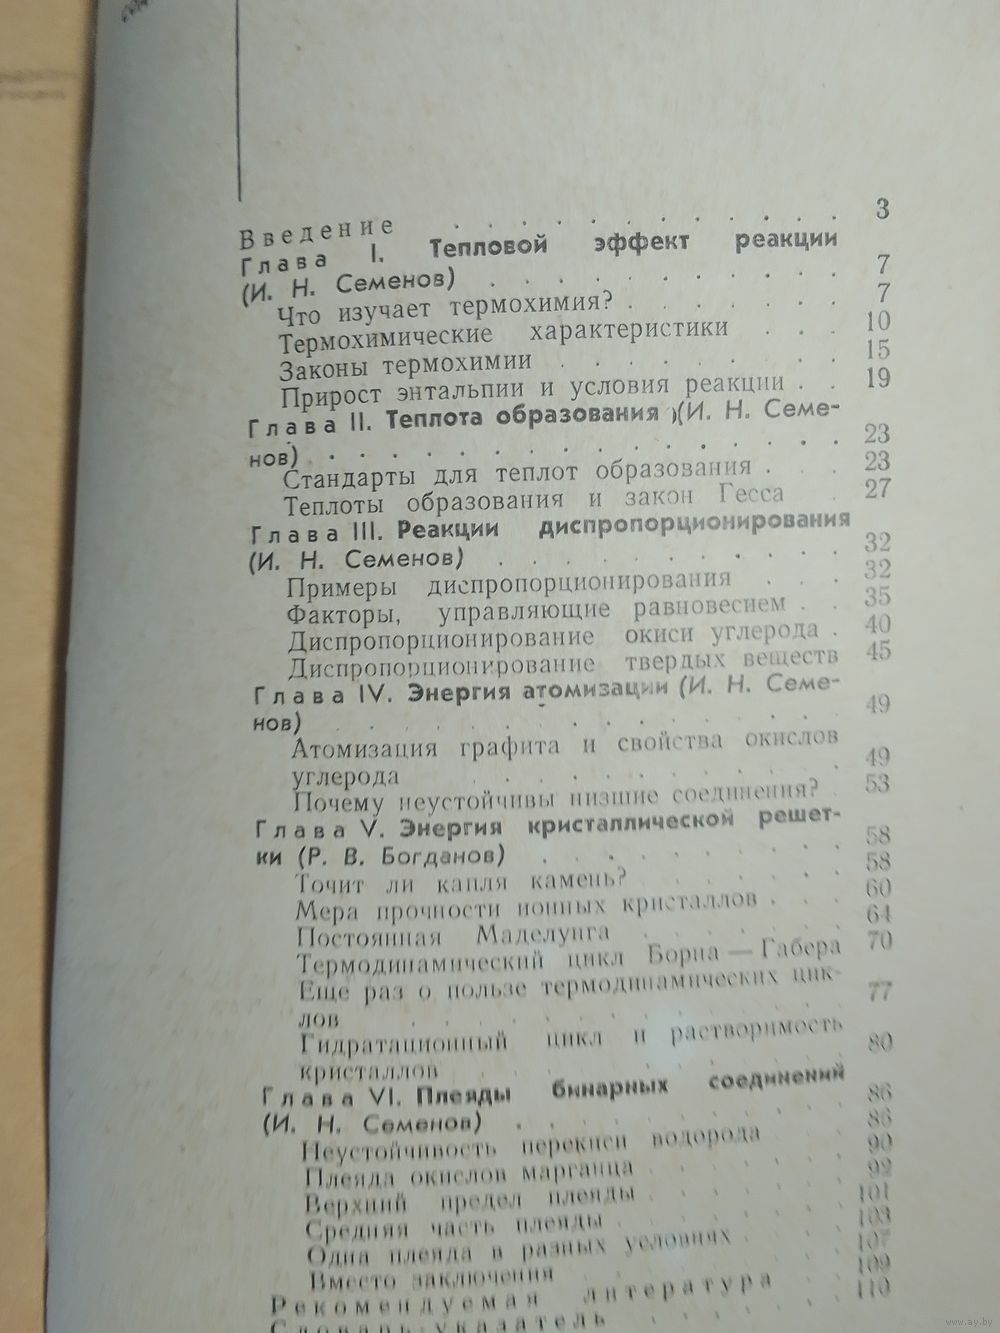 Введение . . . . . . . . . . 3
Глава I. Тепловой эффект реакции
(И. Н. Семенов) . . . . . . . . . 7
Что изучает термохимия? . . . . . . 7
Термохимические характеристики . . . 10
Законы термохимии . . . . . . . 15
Прирост энтальпии и условия реакции . . 19
Глава II. Теплота образования (И. Н. Семе-
нов) . . . . . . . . . . . . . . 23
Стандарты для теплот образования . . . 23
Теплоты образования и закон Гесса . 27
Глава III. Реакции диспропорционирования
(И. Н. Семенов) . . . . . . . . . 32
Примеры диспропорционирования . . . 32
Факторы, управляющие равновесием . . 35
Диспропорционирование окиси углерода . 40
Диспропорционирование твердых веществ 45
Глава IV. Энергия атомизации (И. Н. Семе-
нов) . . . . . . . . . . . . . 49
Атомизация графита и свойства окислов
углерода . . . . . . . . . . 49
Почему неустойчивы низшие соединения? . 53
Глава V. Энергия кристаллической решет-
ки (Р. В. Богданов) . . . . . . . . 58
Точит ли капля камень? . . . . . . 58
Мера прочности ионных кристаллов . . . 60
Постоянная Маделунга . . . . . . 64
Термодинамический цикл Борна — Габера 70
Еще раз о пользе термодинамических цик-
лов . . . . . . . . . . . . 77
Гидратационный цикл и растворимость
кристаллов . . . . . . . . . . 80
Глава VI. Плеяды бинарных соединений
(И. Н. Семенов) . . . . . . . . . 86
Неустойчивость перекиси водорода . . . 86
Плеяда окислов марганца . . . . . . 90
Верхний предел плеяды . . . . . . 92
Средняя часть плеяды . . . . . . . 101
Одна плеяда в разных условиях . . . 103
Вместо заключения . . . . . . . . 107
Рекомендуемая литература . . 109
Словарь-указатель . . . . 110
www.ay.by